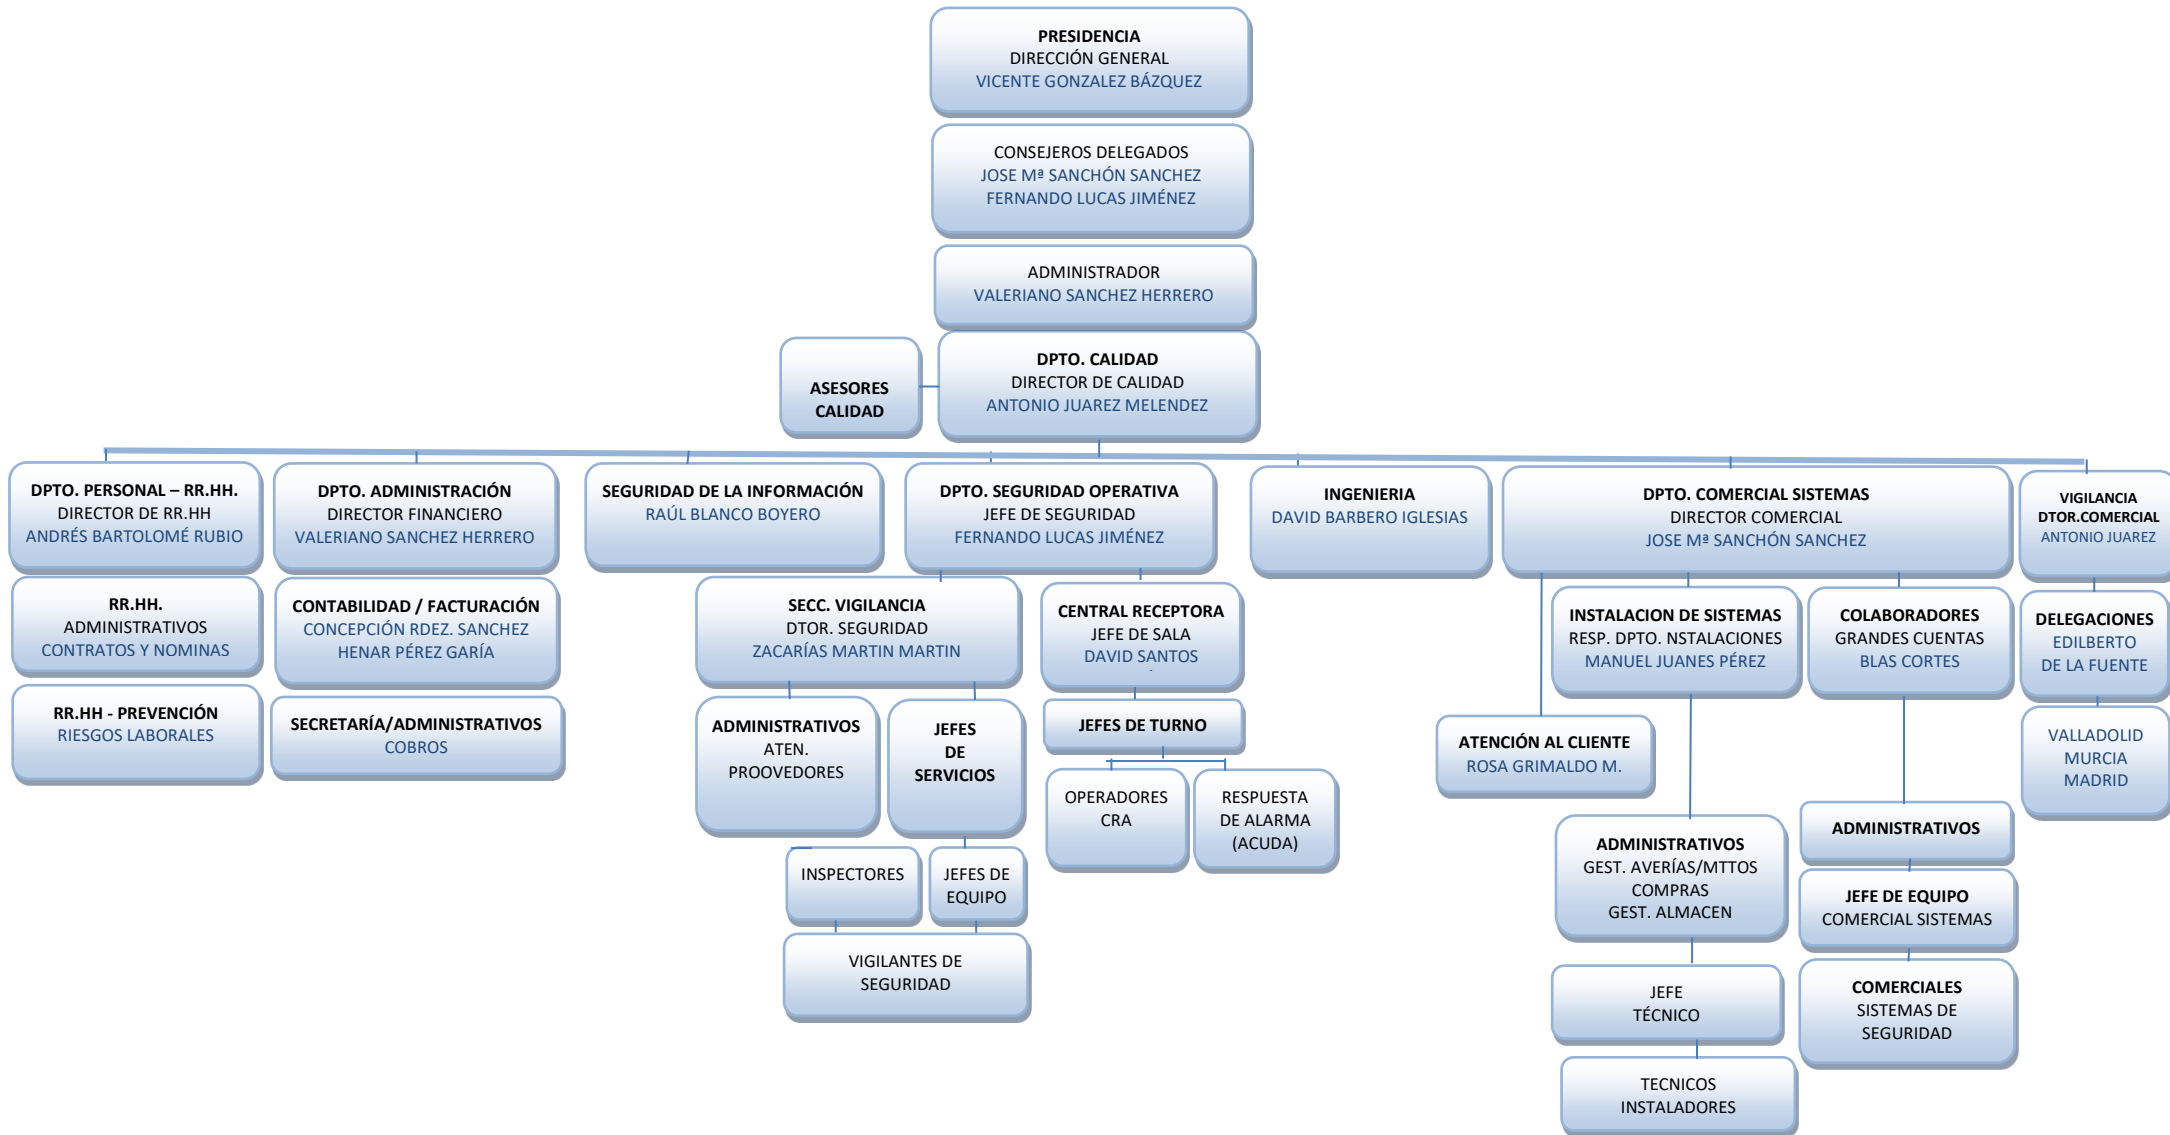 PRESIDENCIA
DIRECCIÓN GENERAL
VICENTE GONZALEZ BÁZQUEZ
CONSEJEROS DELEGADOS
JOSE Mª SANCHÓN SANCHEZ
FERNANDO LUCAS JIMÉNEZ
ADMINISTRADOR
VALERIANO SANCHEZ HERRERO
ASESORES
CALIDAD
DPTO. CALIDAD
DIRECTOR DE CALIDAD
ANTONIO JUAREZ MELENDEZ
DPTO. PERSONAL – RR.HH.
DIRECTOR DE RR.HH
ANDRÉS BARTOLOMÉ RUBIO
RR.HH.
ADMINISTRATIVOS
CONTRATOS Y NOMINAS
RR.HH - PREVENCIÓN
RIESGOS LABORALES
DPTO. ADMINISTRACIÓN
DIRECTOR FINANCIERO
VALERIANO SANCHEZ HERRERO
CONTABILIDAD / FACTURACIÓN
CONCEPCIÓN RDEZ. SANCHEZ
HENAR PÉREZ GARÍA
SECRETARÍA/ADMINISTRATIVOS
COBROS
SEGURIDAD DE LA INFORMACIÓN
RAÚL BLANCO BOYERO
DPTO. SEGURIDAD OPERATIVA
JEFE DE SEGURIDAD
FERNANDO LUCAS JIMÉNEZ
SECC. VIGILANCIA
DTOR. SEGURIDAD
ZACARÍAS MARTIN MARTIN
ADMINISTRATIVOS
ATEN.
PROOVEDORES
JEFES
DE
SERVICIOS
INSPECTORES
JEFES DE
EQUIPO
VIGILANTES DE
SEGURIDAD
CENTRAL RECEPTORA
JEFE DE SALA
DAVID SANTOS
JEFES DE TURNO
OPERADORES
CRA
RESPUESTA
DE ALARMA
(ACUDA)
INGENIERIA
DAVID BARBERO IGLESIAS
DPTO. COMERCIAL SISTEMAS
DIRECTOR COMERCIAL
JOSE Mª SANCHÓN SANCHEZ
ATENCIÓN AL CLIENTE
ROSA GRIMALDO M.
INSTALACION DE SISTEMAS
RESP. DPTO. NSTALACIONES
MANUEL JUANES PÉREZ
ADMINISTRATIVOS
GEST. AVERÍAS/MTTOS
COMPRAS
GEST. ALMACEN
JEFE
TÉCNICO
TECNICOS
INSTALADORES
COLABORADORES
GRANDES CUENTAS
BLAS CORTES
ADMINISTRATIVOS
JEFE DE EQUIPO
COMERCIAL SISTEMAS
COMERCIALES
SISTEMAS DE
SEGURIDAD
VIGILANCIA
DTOR.COMERCIAL
ANTONIO JUAREZ
DELEGACIONES
EDILBERTO
DE LA FUENTE
VALLADOLID
MURCIA
MADRID